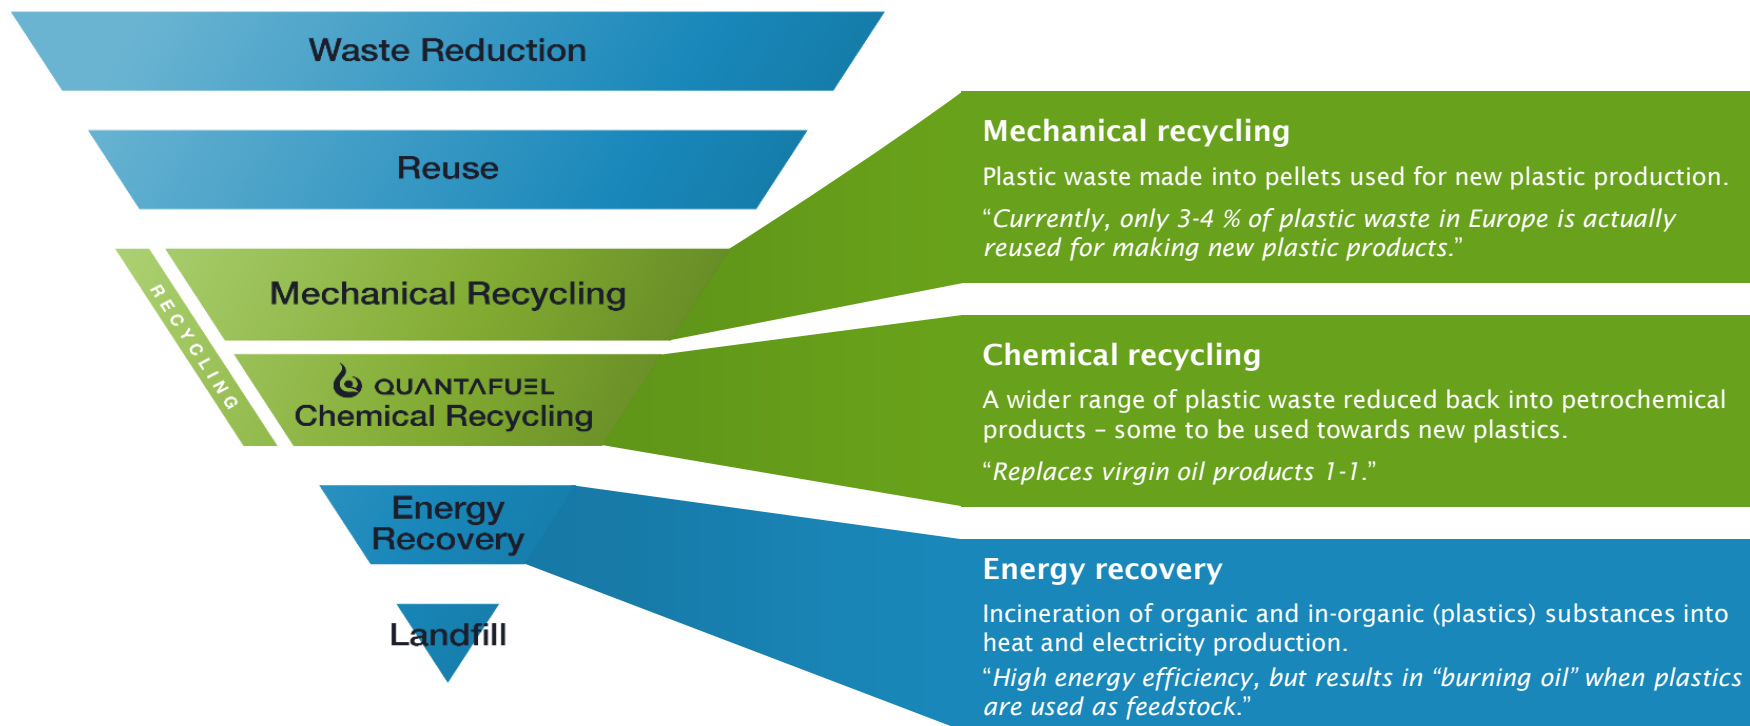 Waste Reduction
Reuse
RECYCLING
Mechanical Recycling
QUANTAFUEL
Chemical Recycling
Energy
Recovery
Landfill
Mechanical recycling
Plastic waste made into pellets used for new plastic production.
“Currently, only 3-4 % of plastic waste in Europe is actually
reused for making new plastic products.”
Chemical recycling
A wider range of plastic waste reduced back into petrochemical
products – some to be used towards new plastics.
“Replaces virgin oil products 1-1.”
Energy recovery
Incineration of organic and in-organic (plastics) substances into
heat and electricity production.
“High energy efficiency, but results in “burning oil” when plastics
are used as feedstock.”